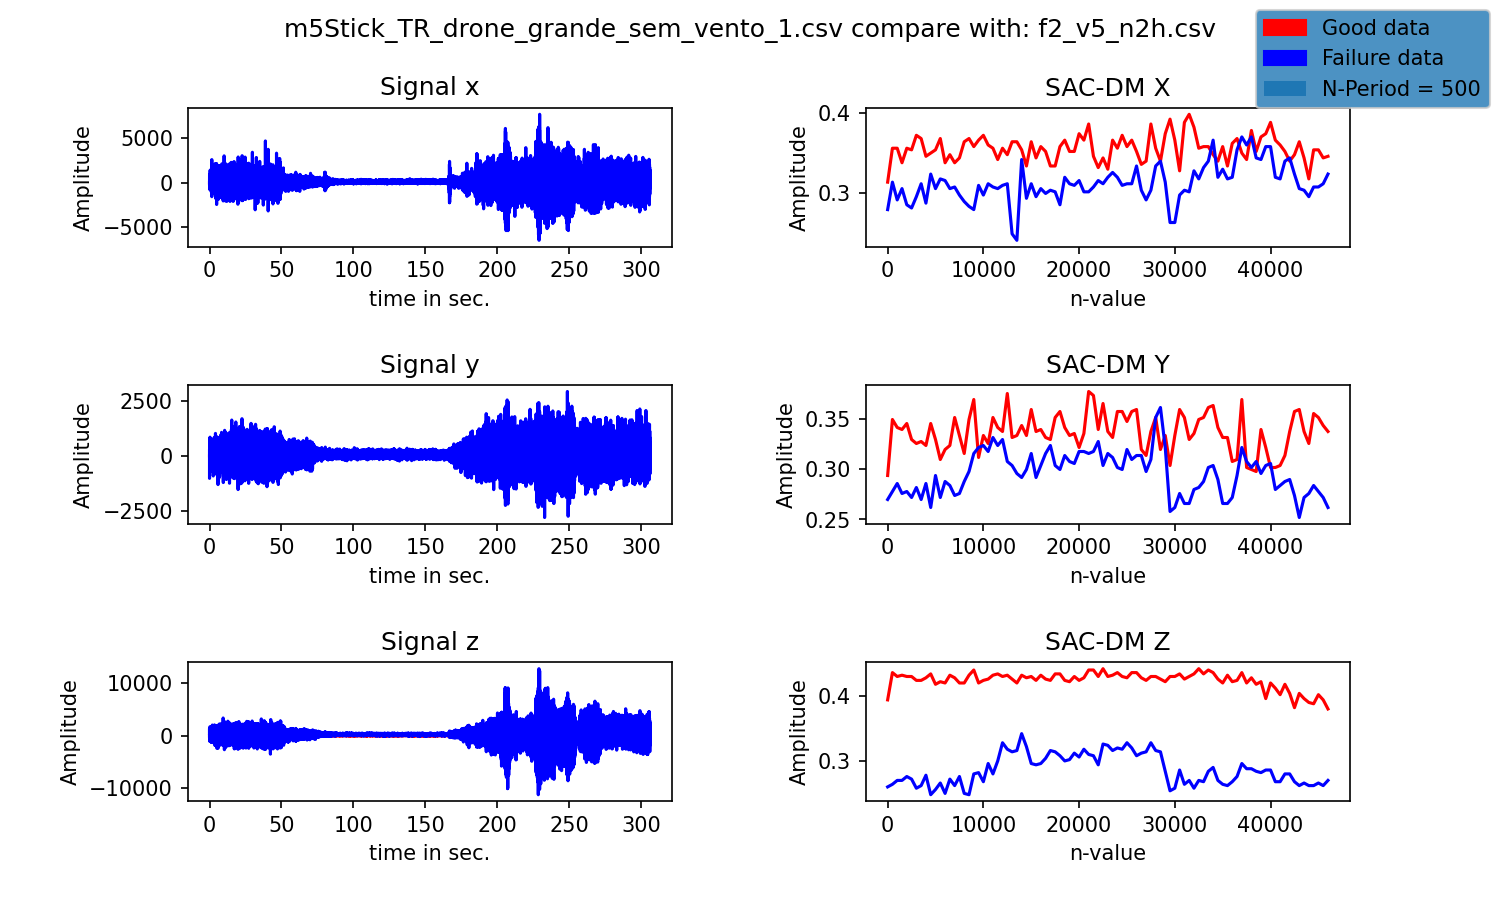 m5Stick_TR_drone_grande_sem_vento_1.csv compare with: f2_v5_n2h.csv
Good data
Failure data
N-Period = 500
Signal x
Amplitude
5000
0
−5000
0 50 100 150 200 250 300
time in sec.
SAC-DM X
Amplitude
0.4
0.3
0 10000 20000 30000 40000
n-value
Signal y
Amplitude
2500
0
−2500
0 50 100 150 200 250 300
time in sec.
SAC-DM Y
Amplitude
0.35
0.30
0.25
0 10000 20000 30000 40000
n-value
Signal z
Amplitude
10000
0
−10000
0 50 100 150 200 250 300
time in sec.
SAC-DM Z
Amplitude
0.4
0.3
0 10000 20000 30000 40000
n-value